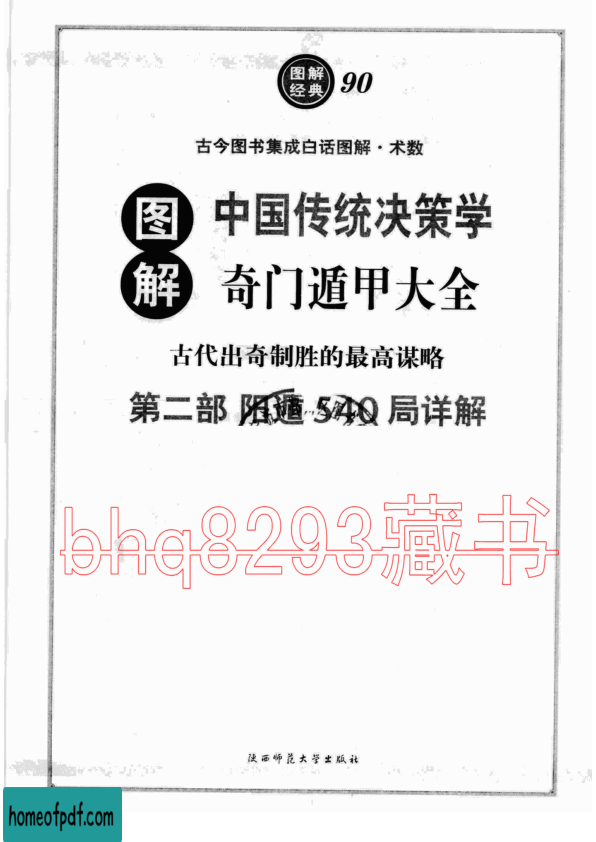 图解
经典 90
古今图书集成白话图解·术数
图解 中国传统决策学
奇门遁甲大全
古代出奇制胜的最高谋略
第二部 阳遁 540 局详解
bhq8293藏书
陕西师范大学出版社
homeofpdf.com